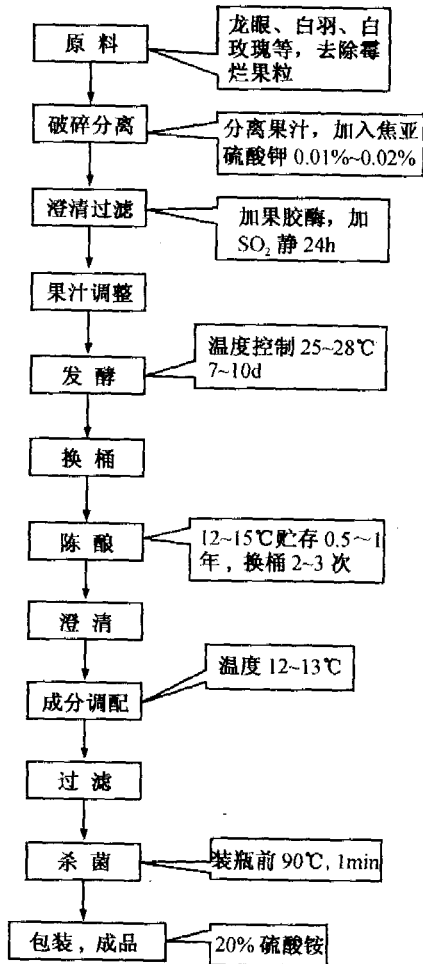 原料
龙眼、白羽、白
玫瑰等，去除霉
烂果粒
破碎分离
分离果汁，加入焦亚
硫酸钾 0.01%~0.02%
澄清过滤
加果胶酶，加
SO₂ 静 24h
果汁调整
发酵
温度控制 25~28℃
7~10d
换桶
陈酿
12~15℃贮存 0.5～1
年，换桶 2~3 次
澄清
成分调配
温度 12~13℃
过滤
杀菌
装瓶前 90℃, 1min
包装，成品
20% 硫酸铵